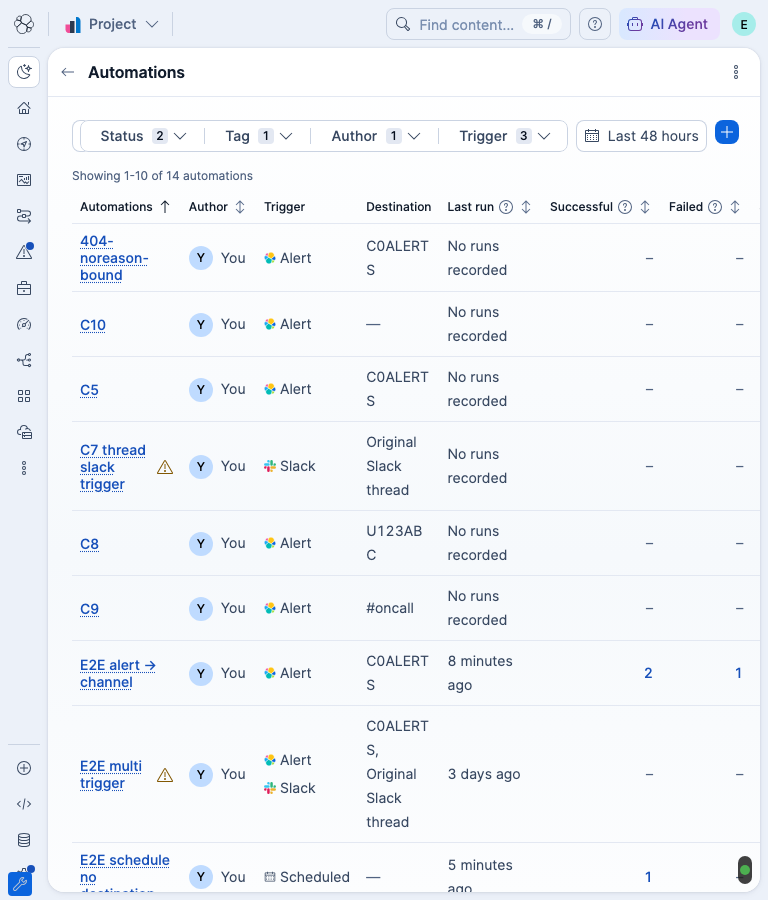 Project
Find content... ⌘ /
AI Agent
E
Automations
Status 2
Tag 1
Author 1
Trigger 3
Last 48 hours
Showing 1-10 of 14 automations
Automations Author Trigger Destination Last run Successful Failed
404-
noreason-
bound
Y You
Alert
C0ALERT
S
No runs
recorded
–
–
C10
Y You
Alert
—
No runs
recorded
–
–
C5
Y You
Alert
C0ALERT
S
No runs
recorded
–
–
C7 thread
slack
trigger
Y You
Slack
Original
Slack
thread
No runs
recorded
–
–
C8
Y You
Alert
U123AB
C
No runs
recorded
–
–
C9
Y You
Alert
#oncall
No runs
recorded
–
–
E2E alert →
channel
Y You
Alert
C0ALERT
S
8 minutes
ago
2
1
E2E multi
trigger
Y You
Alert
Slack
C0ALERT
S,
Original
Slack
thread
3 days ago
–
–
E2E schedule
no
destination
Y You
Scheduled
—
5 minutes
ago
1